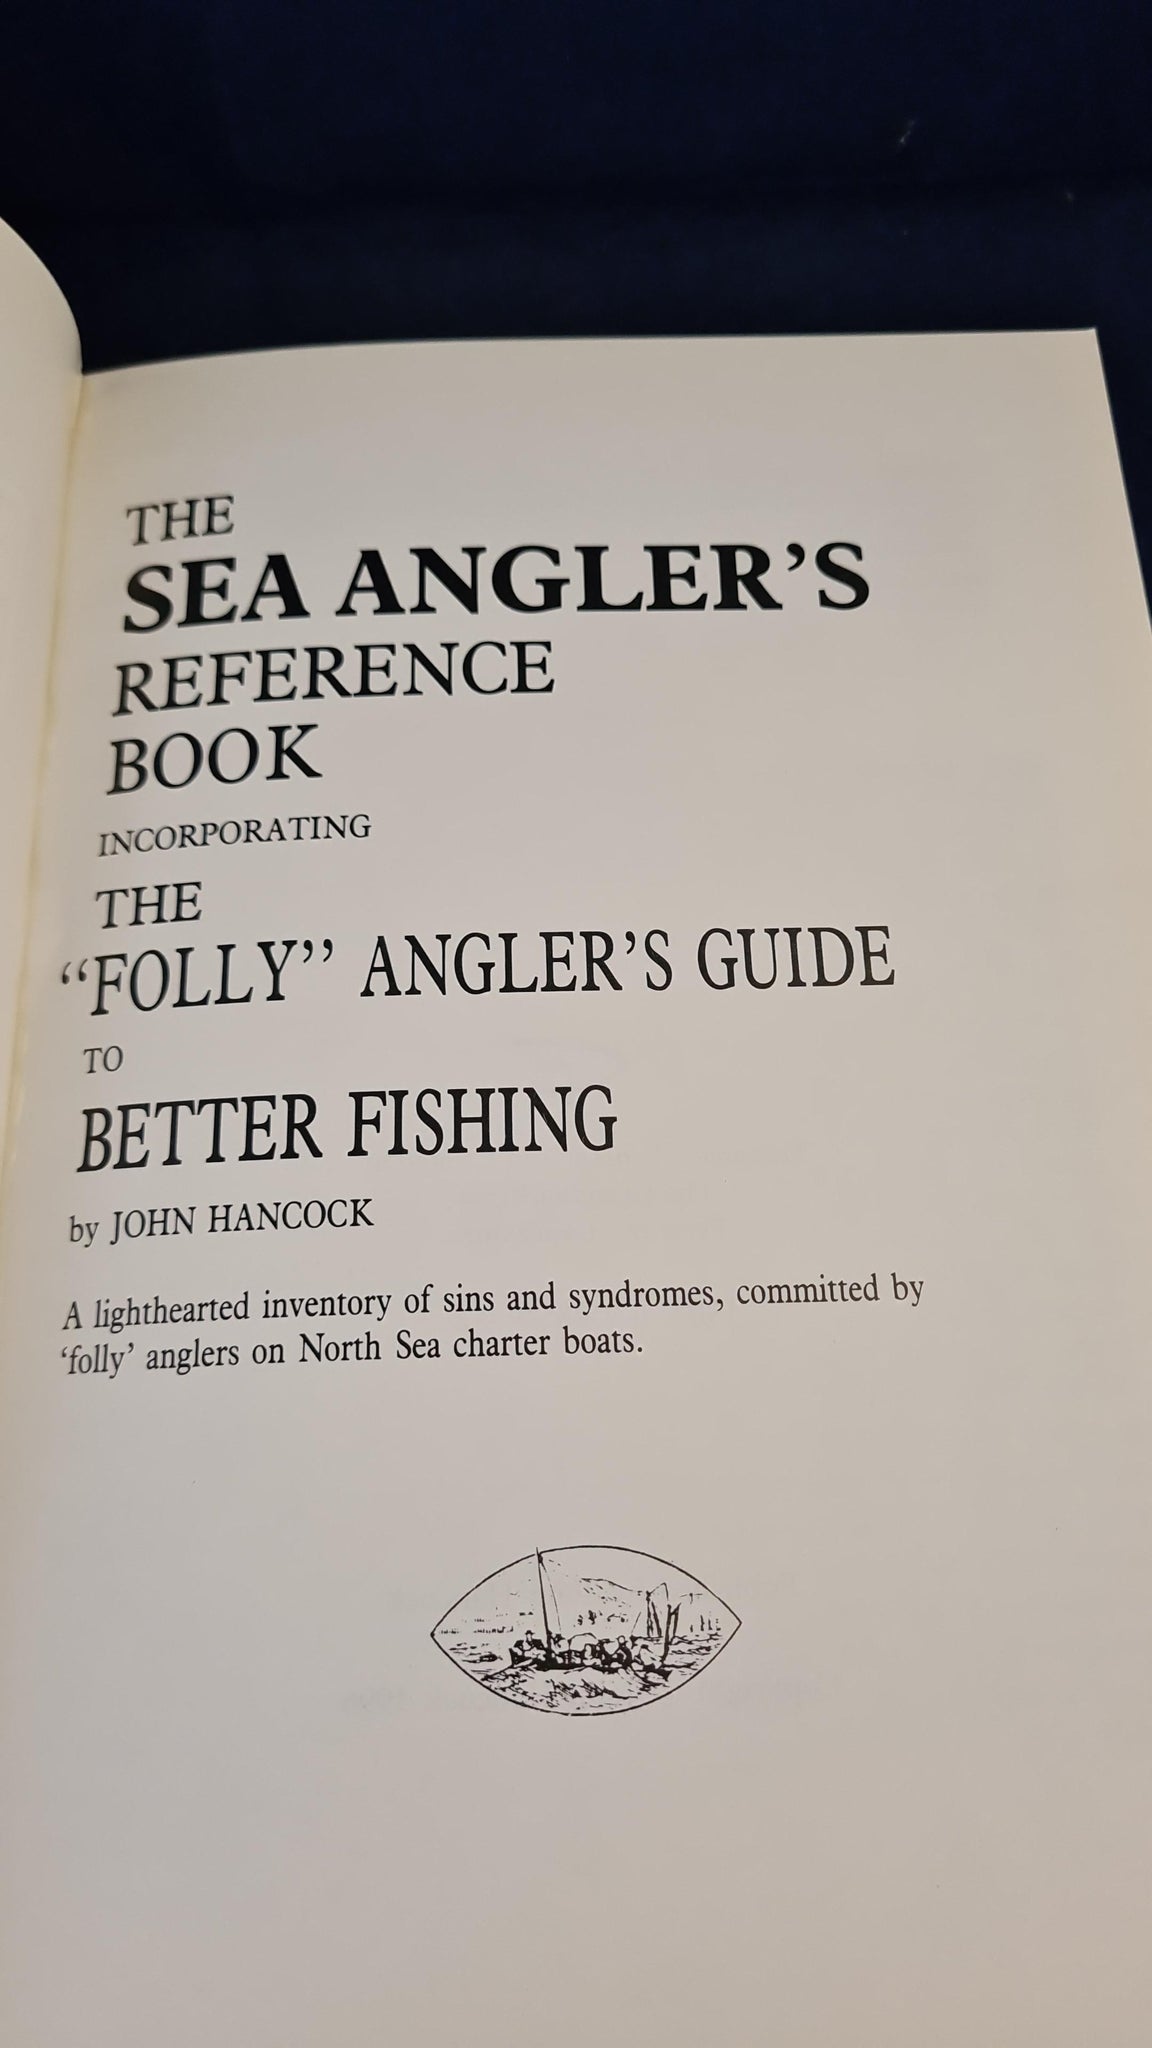 THE
SEA ANGLER'S
REFERENCE
BOOK
INCORPORATING
THE
“FOLLY” ANGLER'S GUIDE
TO
BETTER FISHING
by JOHN HANCOCK
A lighthearted inventory of sins and syndromes, committed by
‘folly’ anglers on North Sea charter boats.